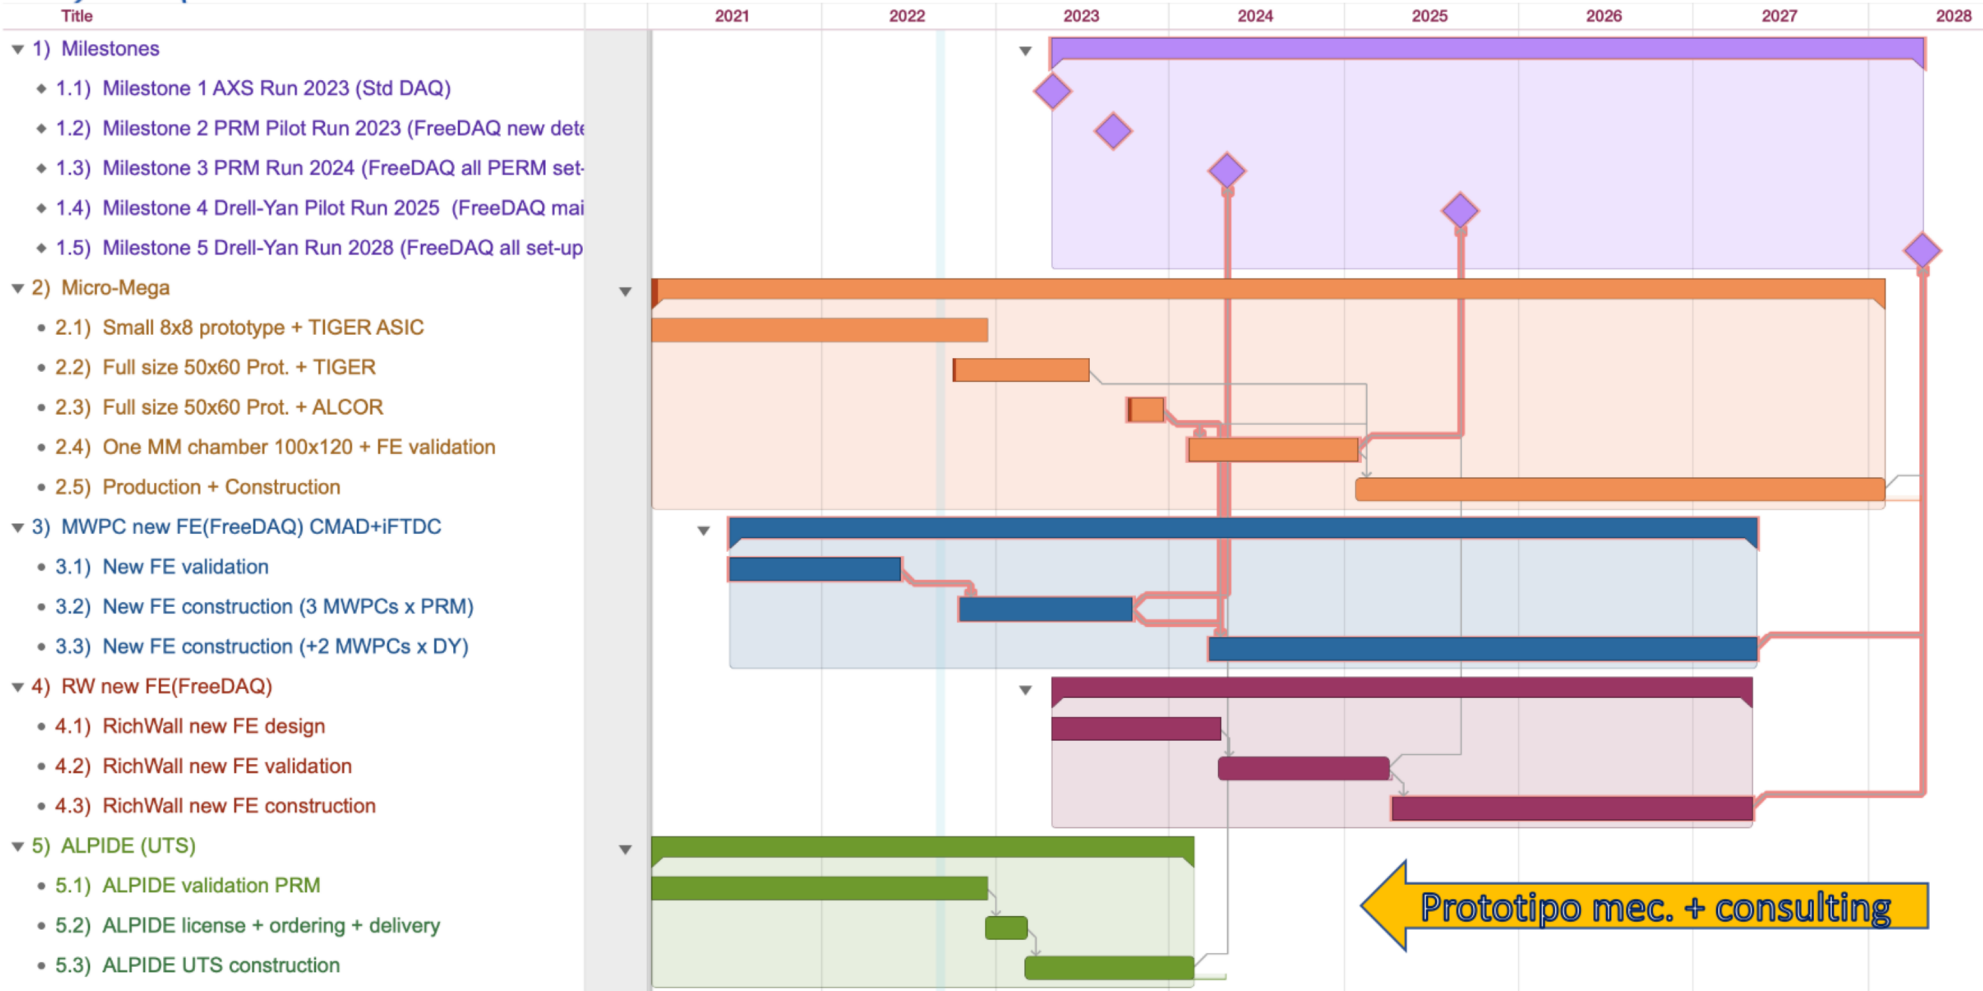 Title 2021 2022 2023 2024 2025 2026 2027 2028
1) Milestones
1.1) Milestone 1 AXS Run 2023 (Std DAQ)
1.2) Milestone 2 PRM Pilot Run 2023 (FreeDAQ new dete
1.3) Milestone 3 PRM Run 2024 (FreeDAQ all PERM set-
1.4) Milestone 4 Drell-Yan Pilot Run 2025 (FreeDAQ mai
1.5) Milestone 5 Drell-Yan Run 2028 (FreeDAQ all set-up
2) Micro-Mega
2.1) Small 8x8 prototype + TIGER ASIC
2.2) Full size 50x60 Prot. + TIGER
2.3) Full size 50x60 Prot. + ALCOR
2.4) One MM chamber 100x120 + FE validation
2.5) Production + Construction
3) MWPC new FE(FreeDAQ) CMAD+iFTDC
3.1) New FE validation
3.2) New FE construction (3 MWPCs x PRM)
3.3) New FE construction (+2 MWPCs x DY)
4) RW new FE(FreeDAQ)
4.1) RichWall new FE design
4.2) RichWall new FE validation
4.3) RichWall new FE construction
5) ALPIDE (UTS)
5.1) ALPIDE validation PRM
5.2) ALPIDE license + ordering + delivery
5.3) ALPIDE UTS construction
Prototipo mec. + consulting